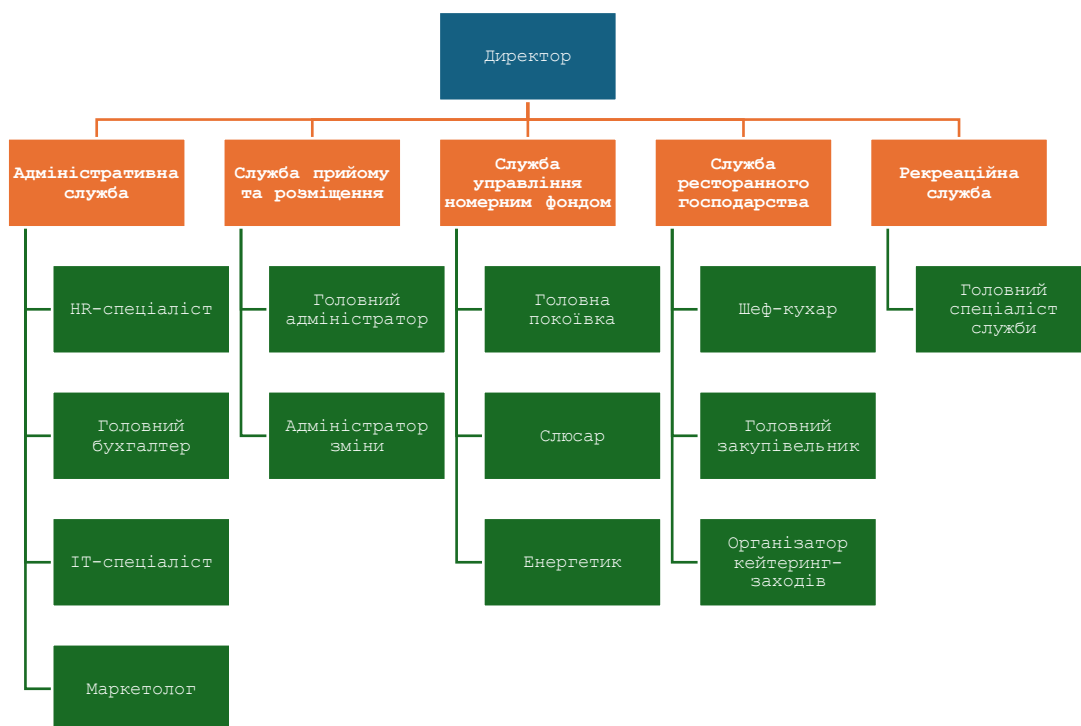 Директор
Адміністративна
служба
Служба прийому
та розміщення
Служба
управління
номерним фондом
Служба
ресторанного
господарства
Рекреаційна
служба
HR-спеціаліст
Головний
адміністратор
Головна
покоївка
Шеф-кухар
Головний
спеціаліст
служби
Головний
бухгалтер
Адміністратор
зміни
Слюсар
Головний
закупівельник
IT-спеціаліст
Енергетик
Організатор
кейтеринг-
заходів
Маркетолог